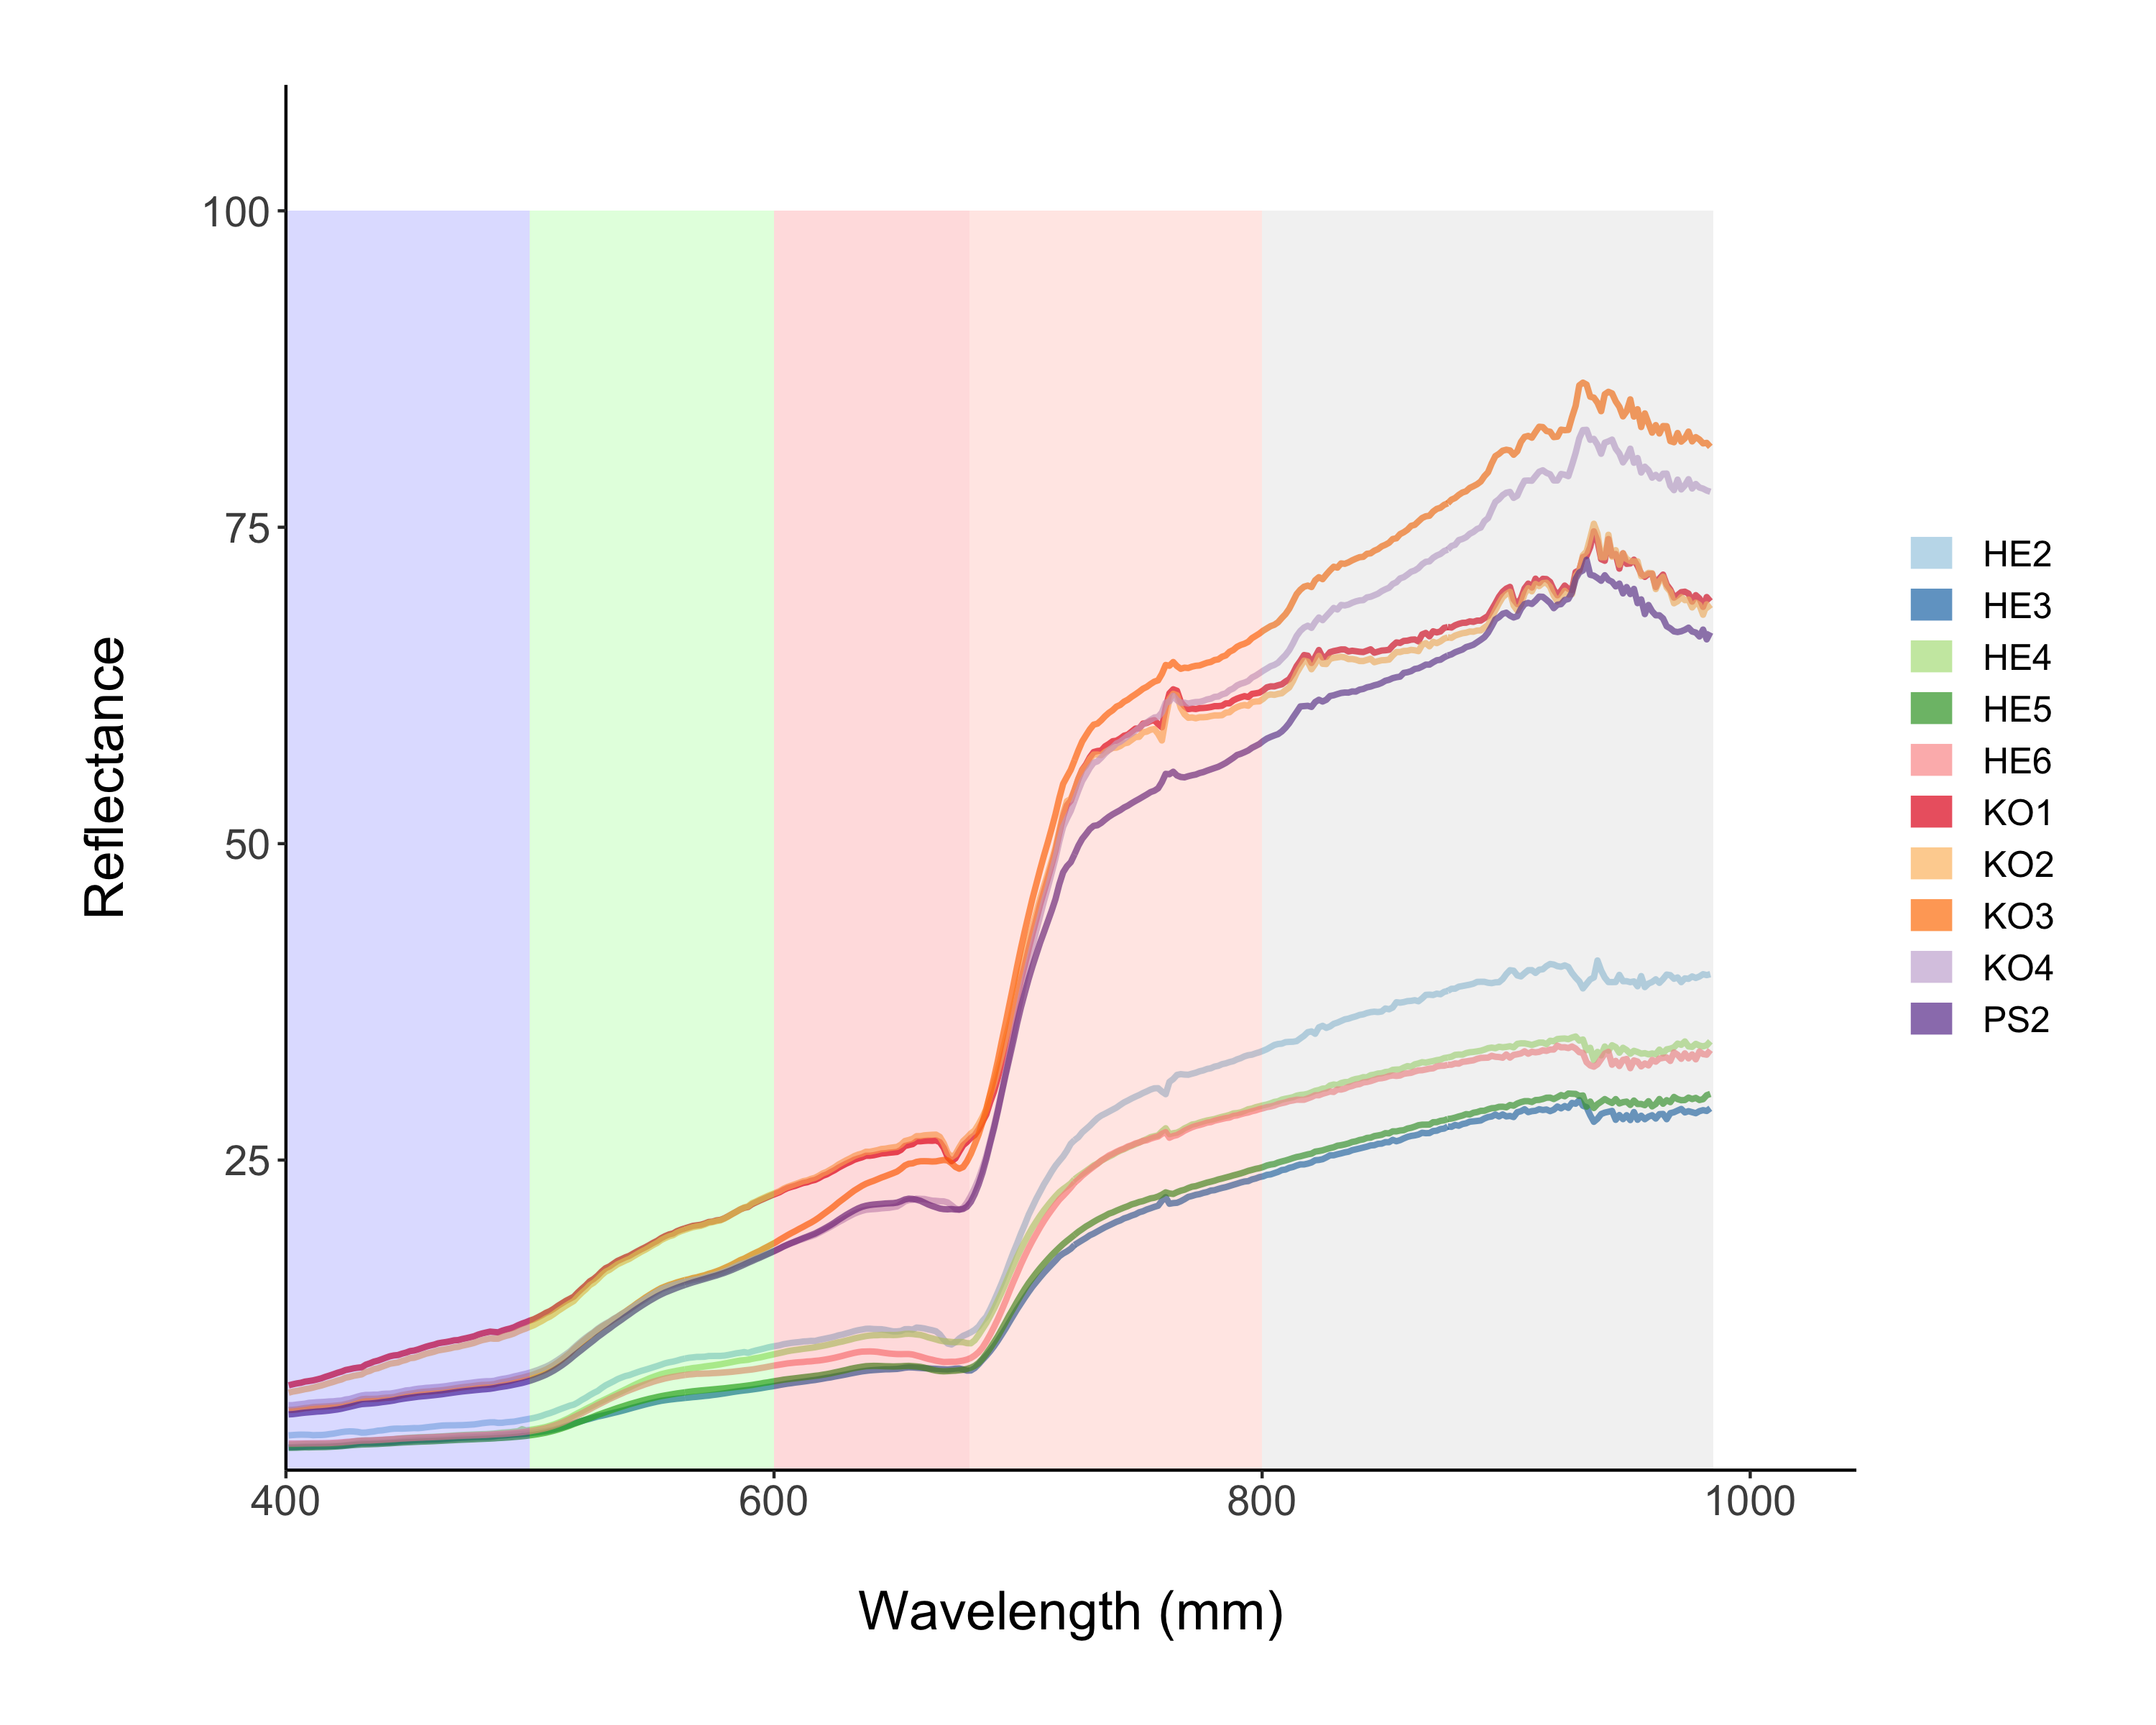 100
75
50
25
Reflectance
400 600 800 1000
Wavelength (mm)
HE2
HE3
HE4
HE5
HE6
KO1
KO2
KO3
KO4
PS2